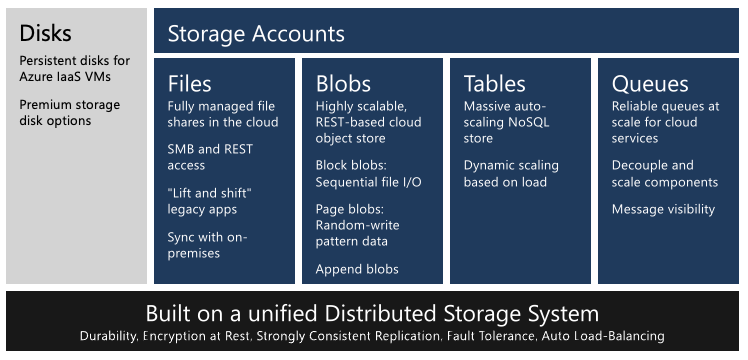 Disks
Persistent disks for
Azure IaaS VMs
Premium storage
disk options
Storage Accounts
Files
Fully managed file
shares in the cloud
SMB and REST
access
"Lift and shift"
legacy apps
Sync with on-
premises
Blobs
Highly scalable,
REST-based cloud
object store
Block blobs:
Sequential file I/O
Page blobs:
Random-write
pattern data
Append blobs
Tables
Massive auto-
scaling NoSQL
store
Dynamic scaling
based on load
Queues
Reliable queues at
scale for cloud
services
Decouple and
scale components
Message visibility
Built on a unified Distributed Storage System
Durability, Encryption at Rest, Strongly Consistent Replication, Fault Tolerance, Auto Load-Balancing